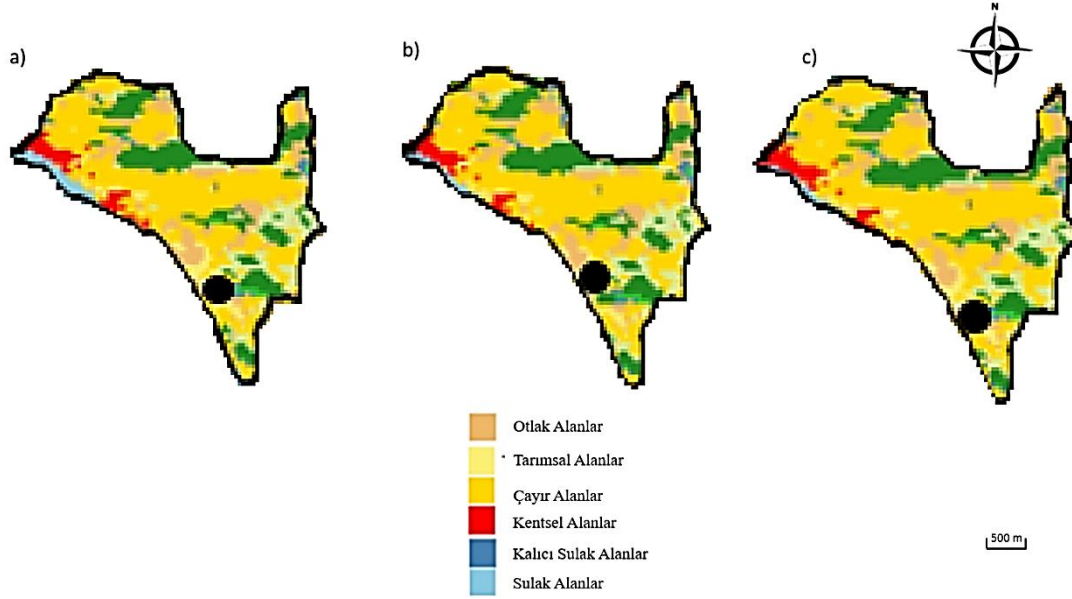 N
a)
b)
c)
Otlak Alanlar
Tarımsal Alanlar
Çayır Alanlar
Kentsel Alanlar
Kalıcı Sulak Alanlar
Sulak Alanlar
500 m